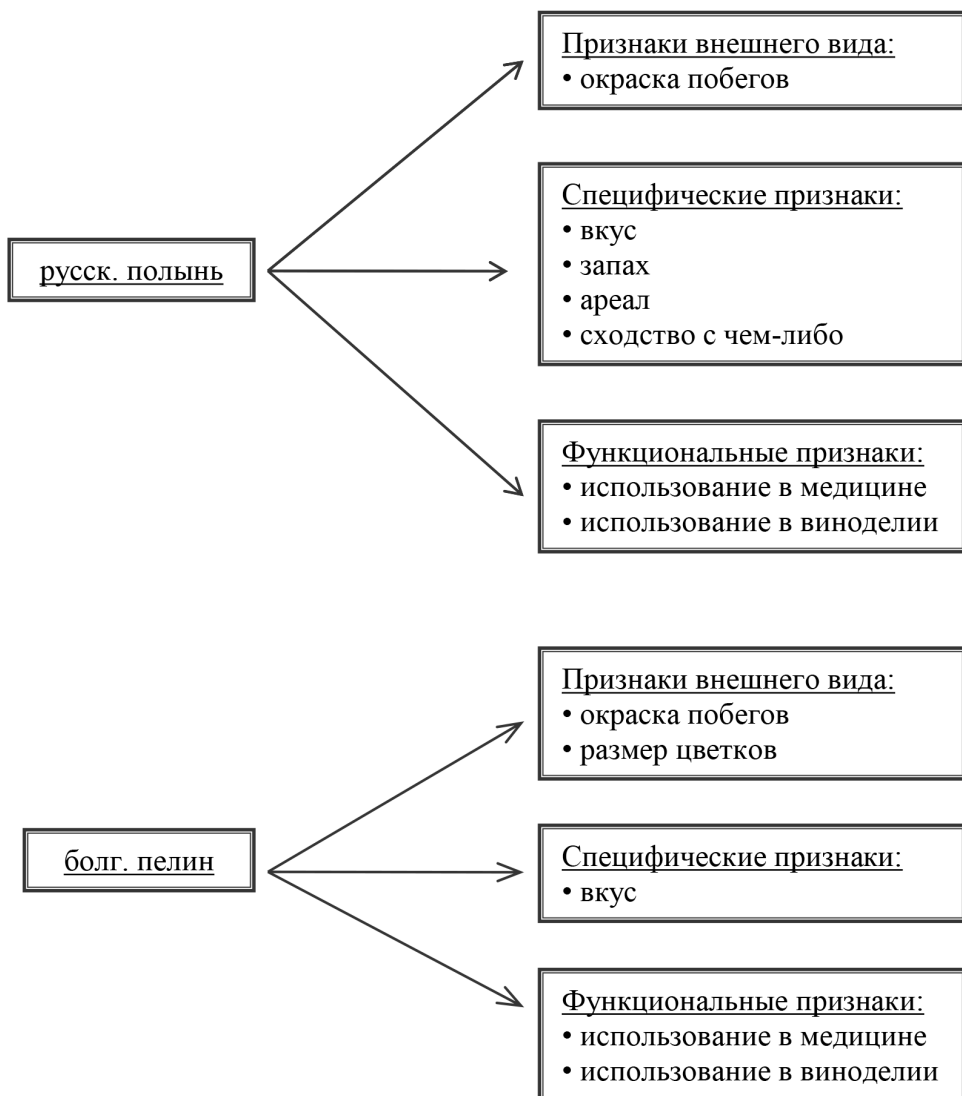 русск. полынь
Признаки внешнего вида:
• окраска побегов
Специфические признаки:
• вкус
• запах
• ареал
• сходство с чем-либо
Функциональные признаки:
• использование в медицине
• использование в виноделии
болг. пелин
Признаки внешнего вида:
• окраска побегов
• размер цветков
Специфические признаки:
• вкус
Функциональные признаки:
• использование в медицине
• использование в виноделии